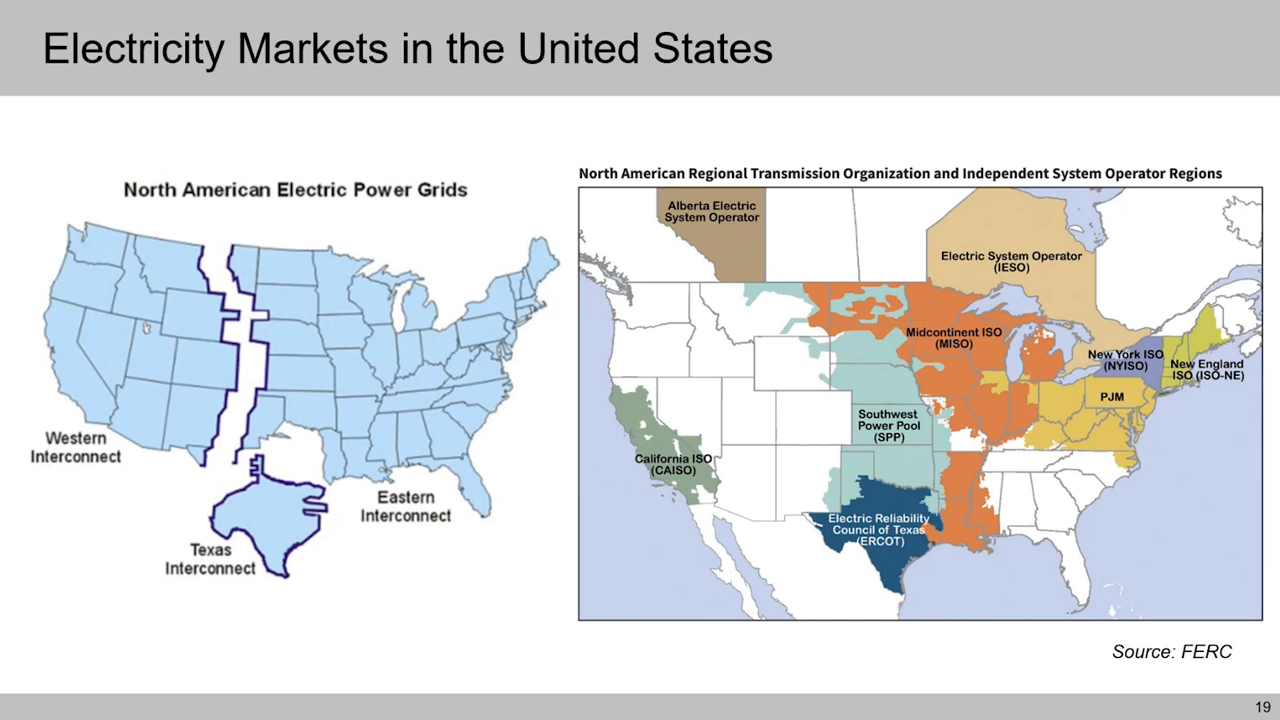 Electricity Markets in the United States
North American Electric Power Grids
Western
Interconnect
Eastern
Interconnect
Texas
Interconnect
North American Regional Transmission Organization and Independent System Operator Regions
Alberta Electric
System Operator
Electric System Operator
(IESO)
Midcontinent ISO
(MISO)
New York ISO
(NYISO)
New England
ISO (ISO-NE)
PJM
Southwest
Power Pool
(SPP)
California ISO
(CAISO)
Electric Reliability
Council of Texas
(ERCOT)
Source: FERC
19